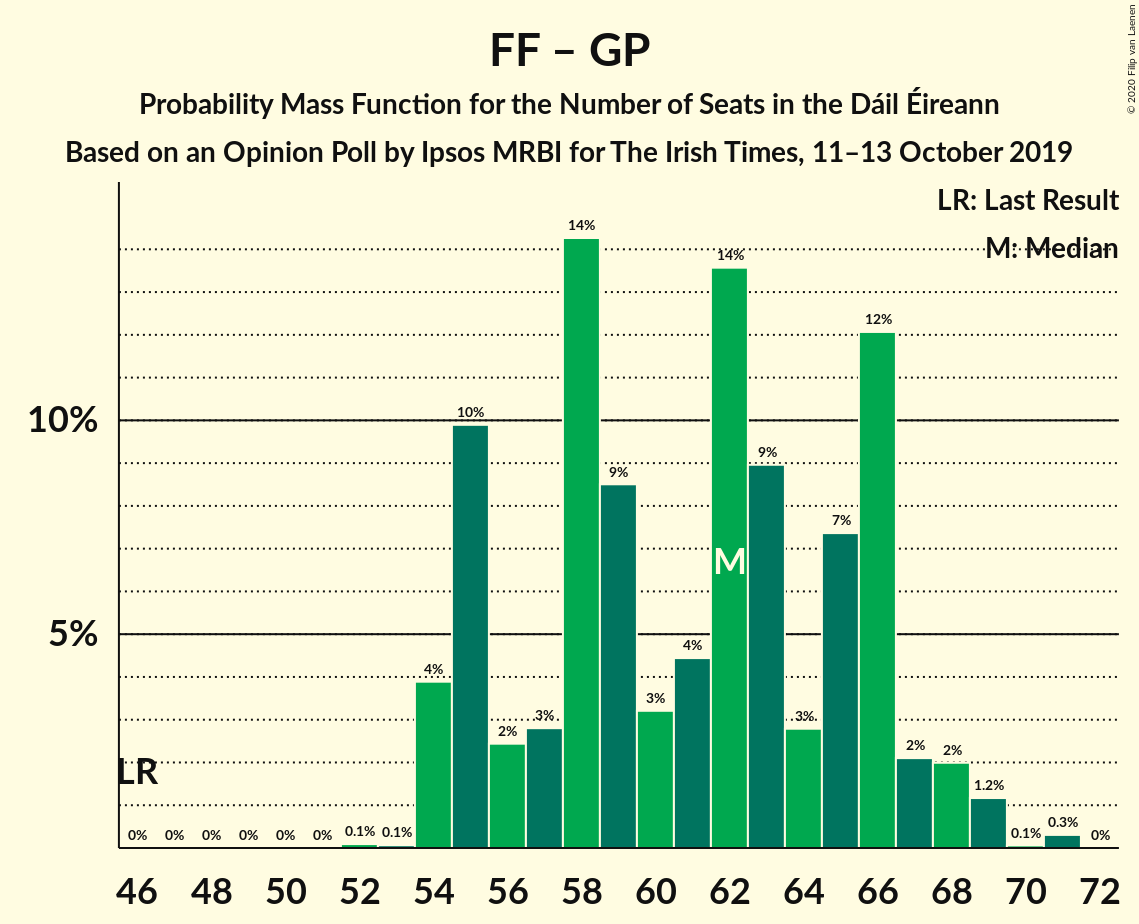 FF – GP
Probability Mass Function for the Number of Seats in the Dáil Éireann
Based on an Opinion Poll by Ipsos MRBI for The Irish Times, 11–13 October 2019
© 2020 Filip van Laenen
LR: Last Result
M: Median
10%
5%
LR
M
0% 0% 0% 0% 0% 0% 0.1% 0.1% 4% 10% 2% 3% 14% 9% 3% 4% 14% 9% 3% 7% 12% 2% 2% 1.2% 0.1% 0.3% 0%
46 48 50 52 54 56 58 60 62 64 66 68 70 72